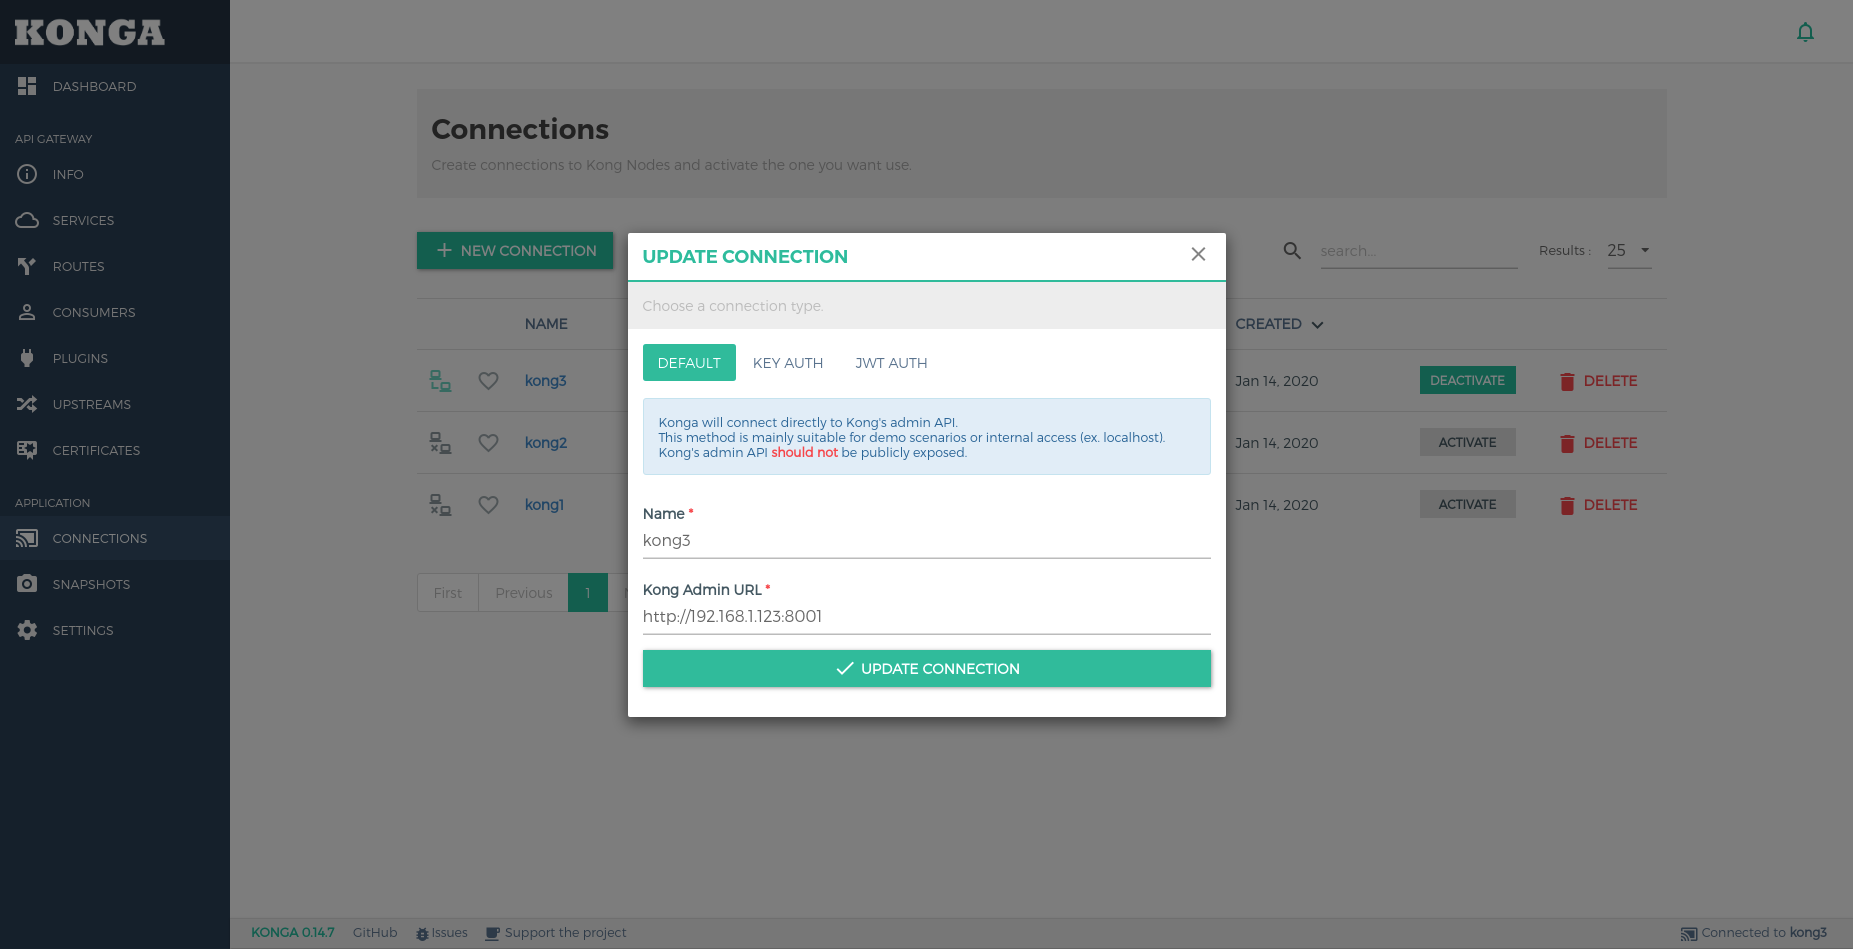 KONGA
DASHBOARD
API GATEWAY
INFO
SERVICES
ROUTES
CONSUMERS
PLUGINS
UPSTREAMS
CERTIFICATES
APPLICATION
CONNECTIONS
SNAPSHOTS
SETTINGS
Connections
Create connections to Kong Nodes and activate the one you want use.
NEW CONNECTION
search...
Results :
25
NAME
CREATED
kong3
Jan 14, 2020
DEACTIVATE
DELETE
kong2
Jan 14, 2020
ACTIVATE
DELETE
kong1
Jan 14, 2020
ACTIVATE
DELETE
First
Previous
1
UPDATE CONNECTION
Choose a connection type.
DEFAULT
KEY AUTH
JWT AUTH
Konga will connect directly to Kong's admin API.
This method is mainly suitable for demo scenarios or internal access (ex. localhost).
Kong's admin API should not be publicly exposed.
Name *
kong3
Kong Admin URL *
http://192.168.1.123:8001
UPDATE CONNECTION
KONGA 0.14.7
GitHub
Issues
Support the project
Connected to kong3